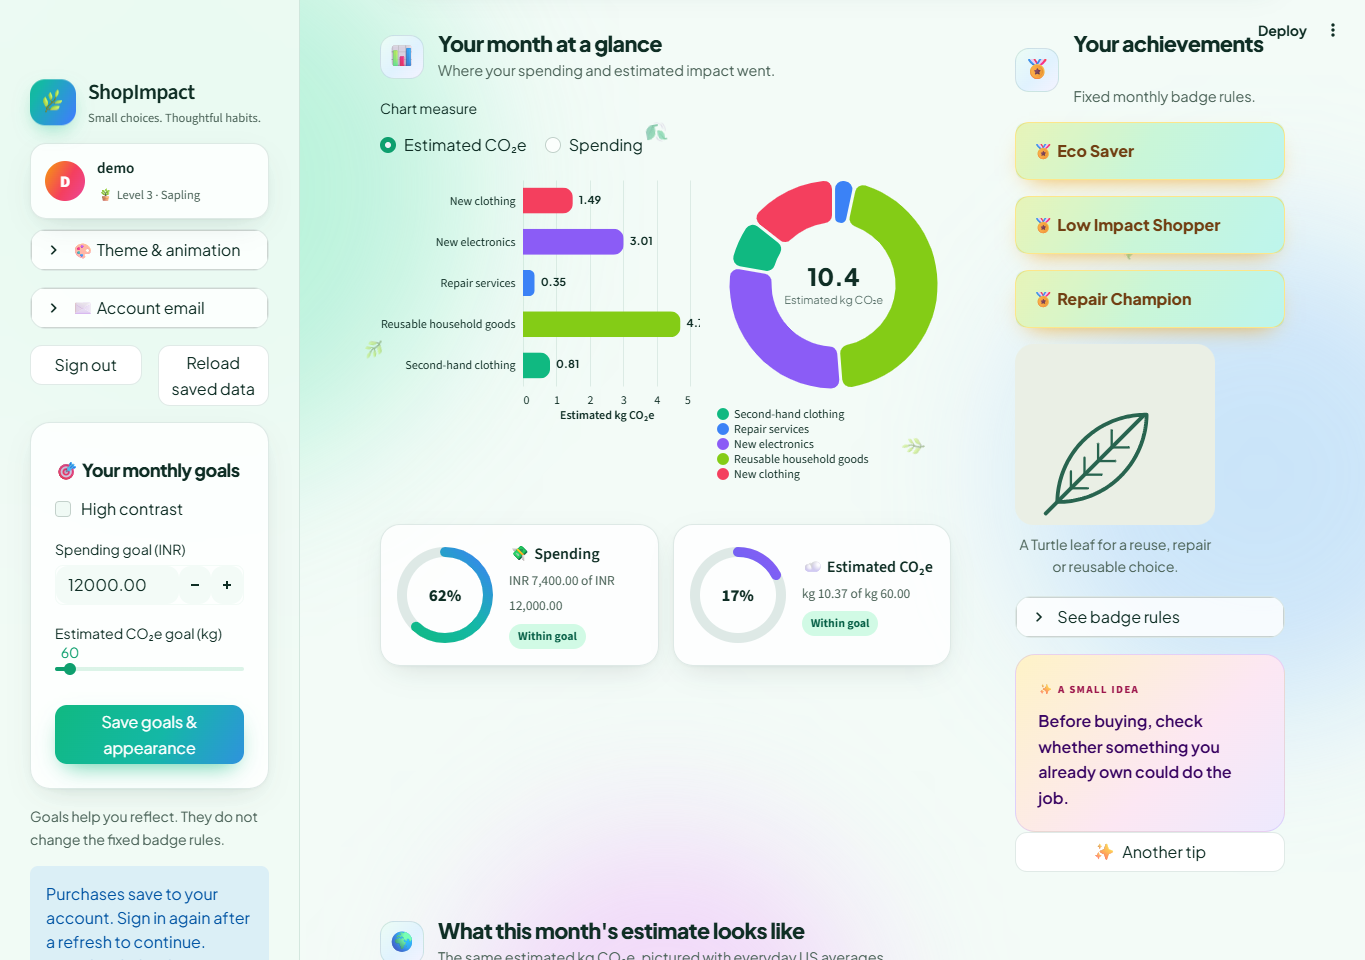 ShopImpact
Small choices. Thoughtful habits.
D
demo
Level 3 · Sapling
Theme & animation
Account email
Sign out
Reload
saved data
Your monthly goals
High contrast
Spending goal (INR)
12000.00
− +
Estimated CO₂e goal (kg)
60
Save goals &
appearance
Goals help you reflect. They do not
change the fixed badge rules.
Purchases save to your
account. Sign in again after
a refresh to continue.
Your month at a glance
Where your spending and estimated impact went.
Chart measure
Estimated CO₂e
Spending
New clothing
1.49
New electronics
3.01
Repair services
0.35
Reusable household goods
Second-hand clothing
0.81
0 1 2 3 4 5
Estimated kg CO₂e
10.4
Estimated kg CO₂e
Second-hand clothing
Repair services
New electronics
Reusable household goods
New clothing
62%
Spending
INR 7,400.00 of INR
12,000.00
Within goal
17%
Estimated CO₂e
kg 10.37 of kg 60.00
Within goal
What this month's estimate looks like
The same estimated kg CO₂e, pictured with everyday US averages
Deploy
Your achievements
Fixed monthly badge rules.
Eco Saver
Low Impact Shopper
Repair Champion
A Turtle leaf for a reuse, repair
or reusable choice.
See badge rules
A SMALL IDEA
Before buying, check
whether something you
already own could do the
job.
Another tip